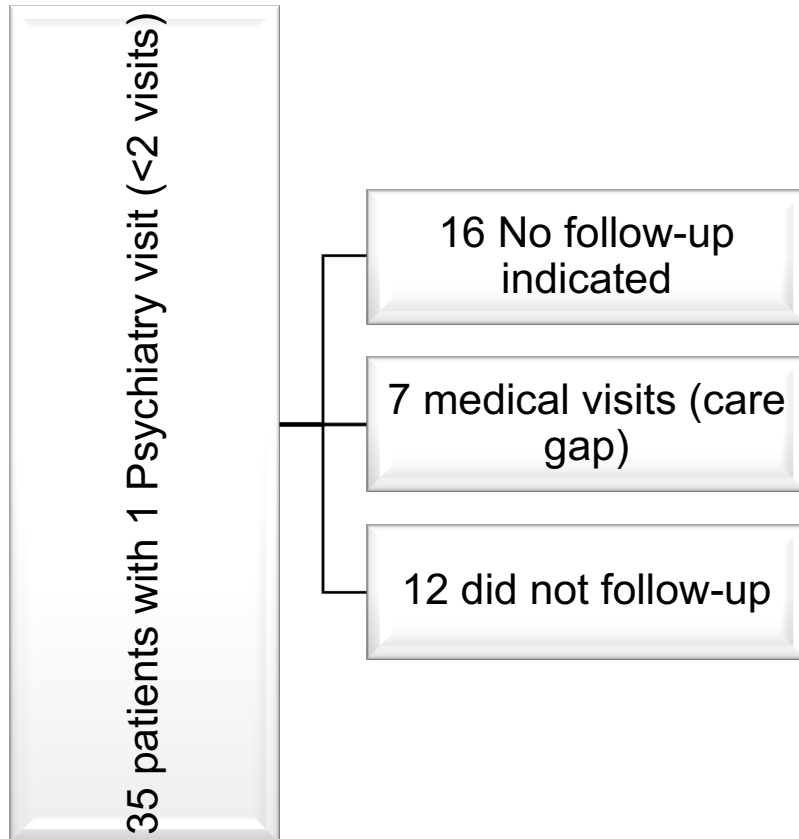 35 patients with 1 Psychiatry visit (<2 visits)
16 No follow-up
indicated
7 medical visits (care
gap)
12 did not follow-up